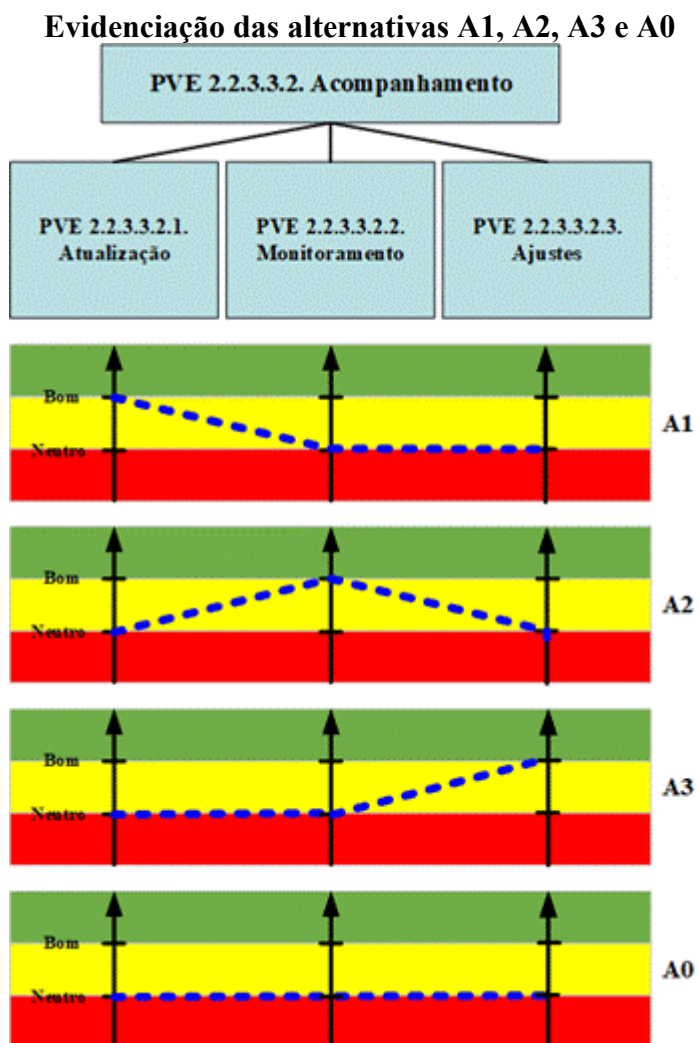 Evidenciação das alternativas A1, A2, A3 e A0
PVE 2.2.3.3.2. Acompanhamento
PVE 2.2.3.3.2.1.
Atualização
PVE 2.2.3.3.2.2.
Monitoramento
PVE 2.2.3.3.2.3.
Ajustes
Bom
Neutro
A1
Bom
Neutro
A2
Bom
Neutro
A3
Bom
Neutro
A0